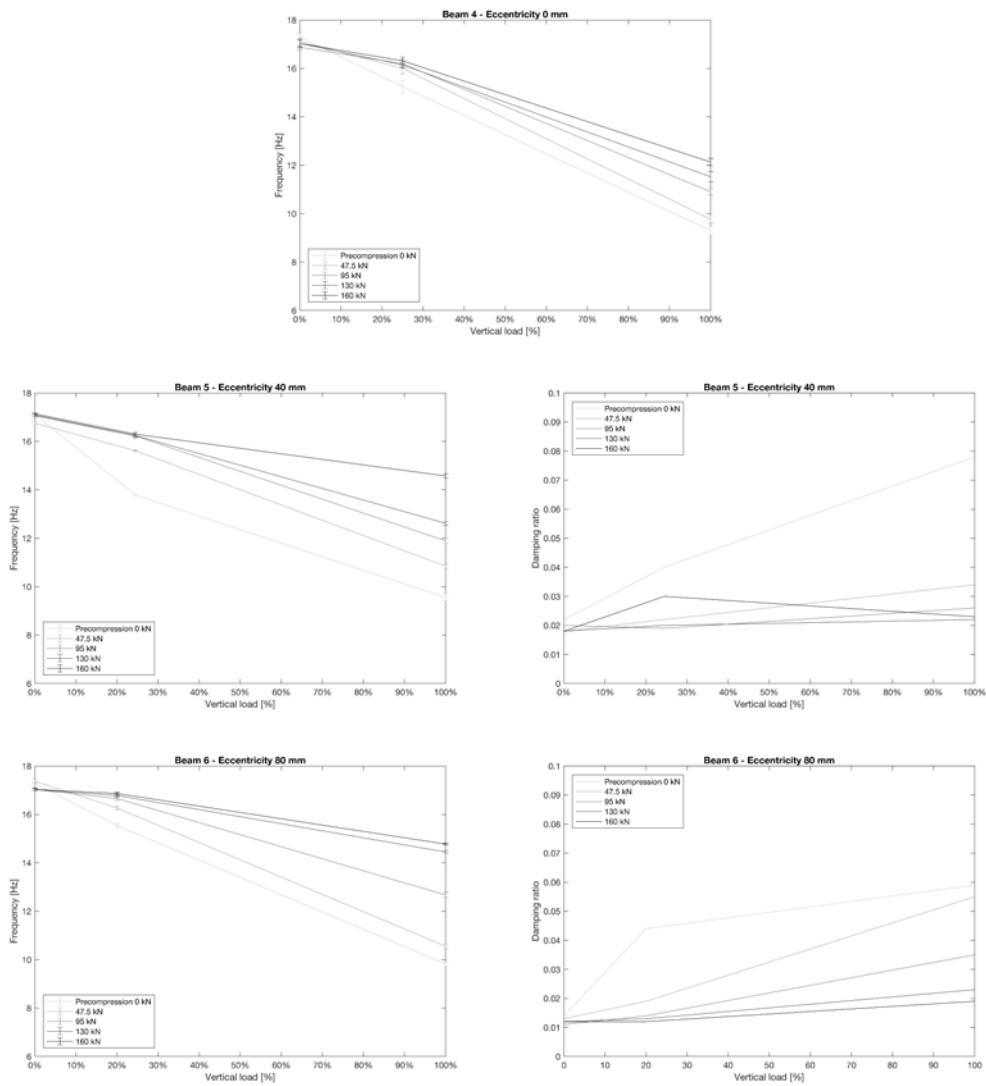 Beam 4 - Eccentricity 0 mm
18
16
14
12
10
8
6
Frequency [Hz]
Precompression 0 kN
47.5 kN
95 kN
130 kN
160 kN
0% 10% 20% 30% 40% 50% 60% 70% 80% 90% 100%
Vertical load [%]
Beam 5 - Eccentricity 40 mm
18
16
14
12
10
8
6
Frequency [Hz]
Precompression 0 kN
47.5 kN
95 kN
130 kN
160 kN
0% 10% 20% 30% 40% 50% 60% 70% 80% 90% 100%
Vertical load [%]
Beam 5 - Eccentricity 40 mm
0.1
0.09
0.08
0.07
0.06
0.05
0.04
0.03
0.02
0.01
0
Damping ratio
Precompression 0 kN
47.5 kN
95 kN
130 kN
160 kN
0% 10% 20% 30% 40% 50% 60% 70% 80% 90% 100%
Vertical load [%]
Beam 6 - Eccentricity 80 mm
18
16
14
12
10
8
6
Frequency [Hz]
Precompression 0 kN
47.5 kN
95 kN
130 kN
160 kN
0% 10% 20% 30% 40% 50% 60% 70% 80% 90% 100%
Vertical load [%]
Beam 6 - Eccentricity 80 mm
0.1
0.09
0.08
0.07
0.06
0.05
0.04
0.03
0.02
0.01
0
Damping ratio
Precompression 0 kN
47.5 kN
95 kN
130 kN
160 kN
0 10 20 30 40 50 60 70 80 90 100
Vertical load [%]